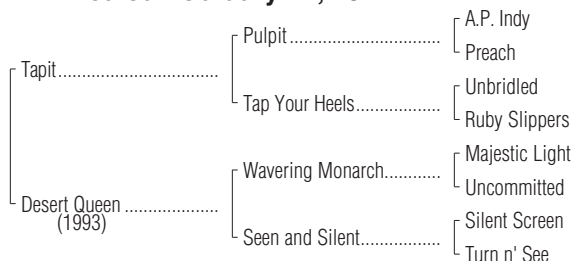 Pulpit
A.P. Indy
Preach
Tapit
Tap Your Heels
Unbridled
Ruby Slippers
Desert Queen
(1993)
Wavering Monarch
Majestic Light
Uncommitted
Seen and Silent
Silent Screen
Turn n' See